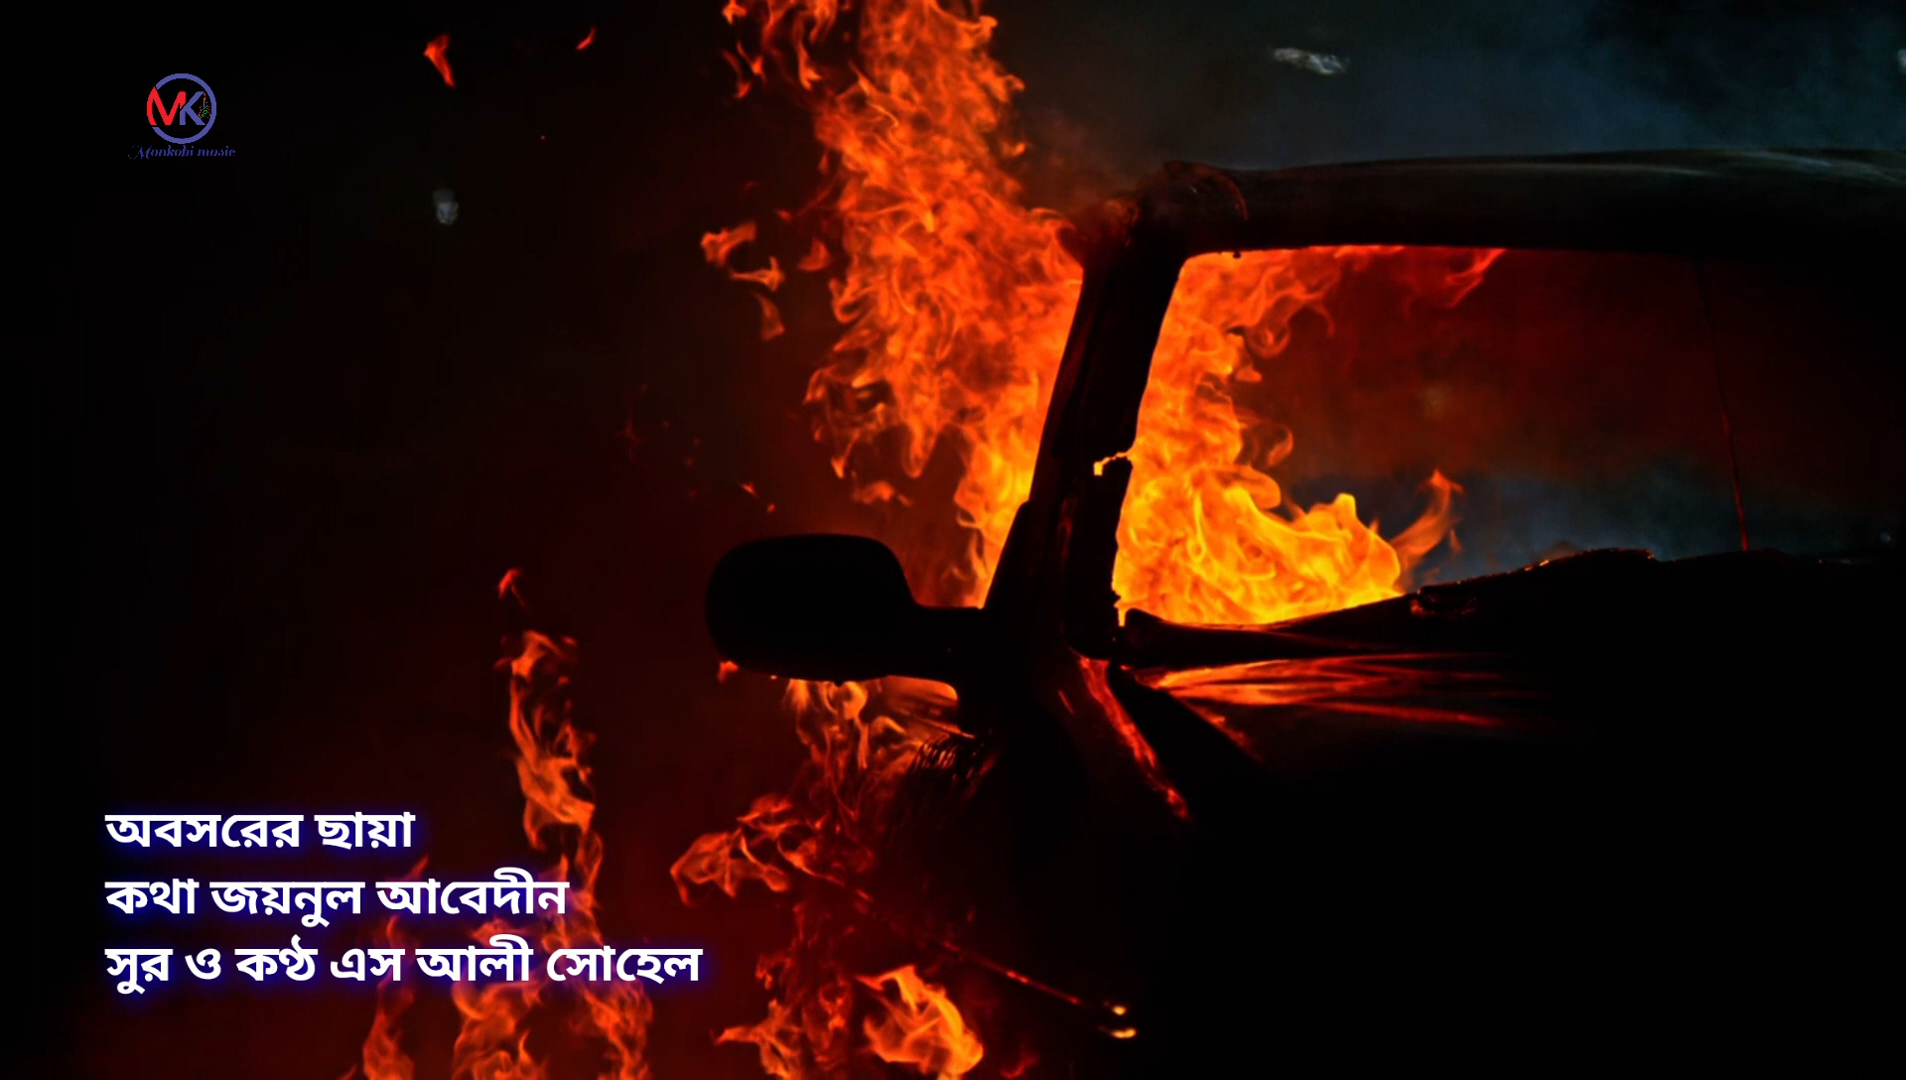 MK
Monkobi music
অবসরের ছায়া
কথা জয়নুল আবেদীন
সুর ও কণ্ঠ এস আলী সোহেল